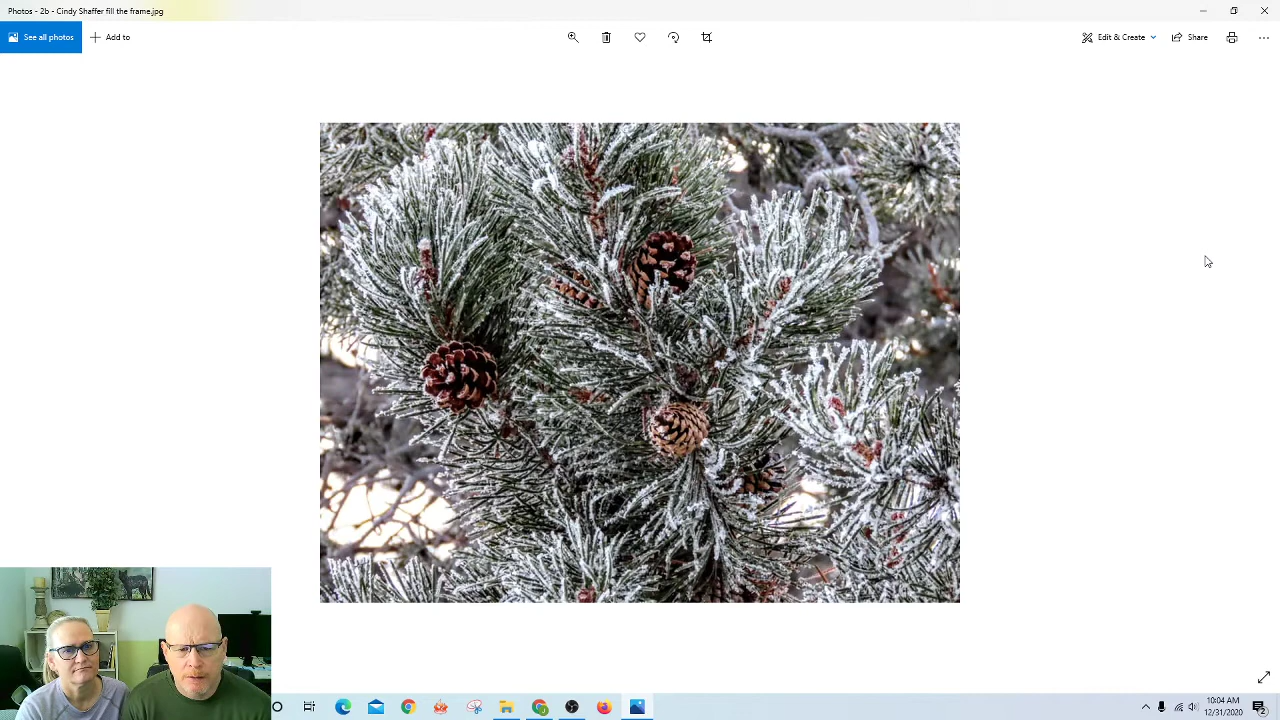 Photos - 2b - Cindy Shaffer fill the frame.jpg
See all photos
Add to
Edit & Create
Share
10:04 AM
12/31/2020
2